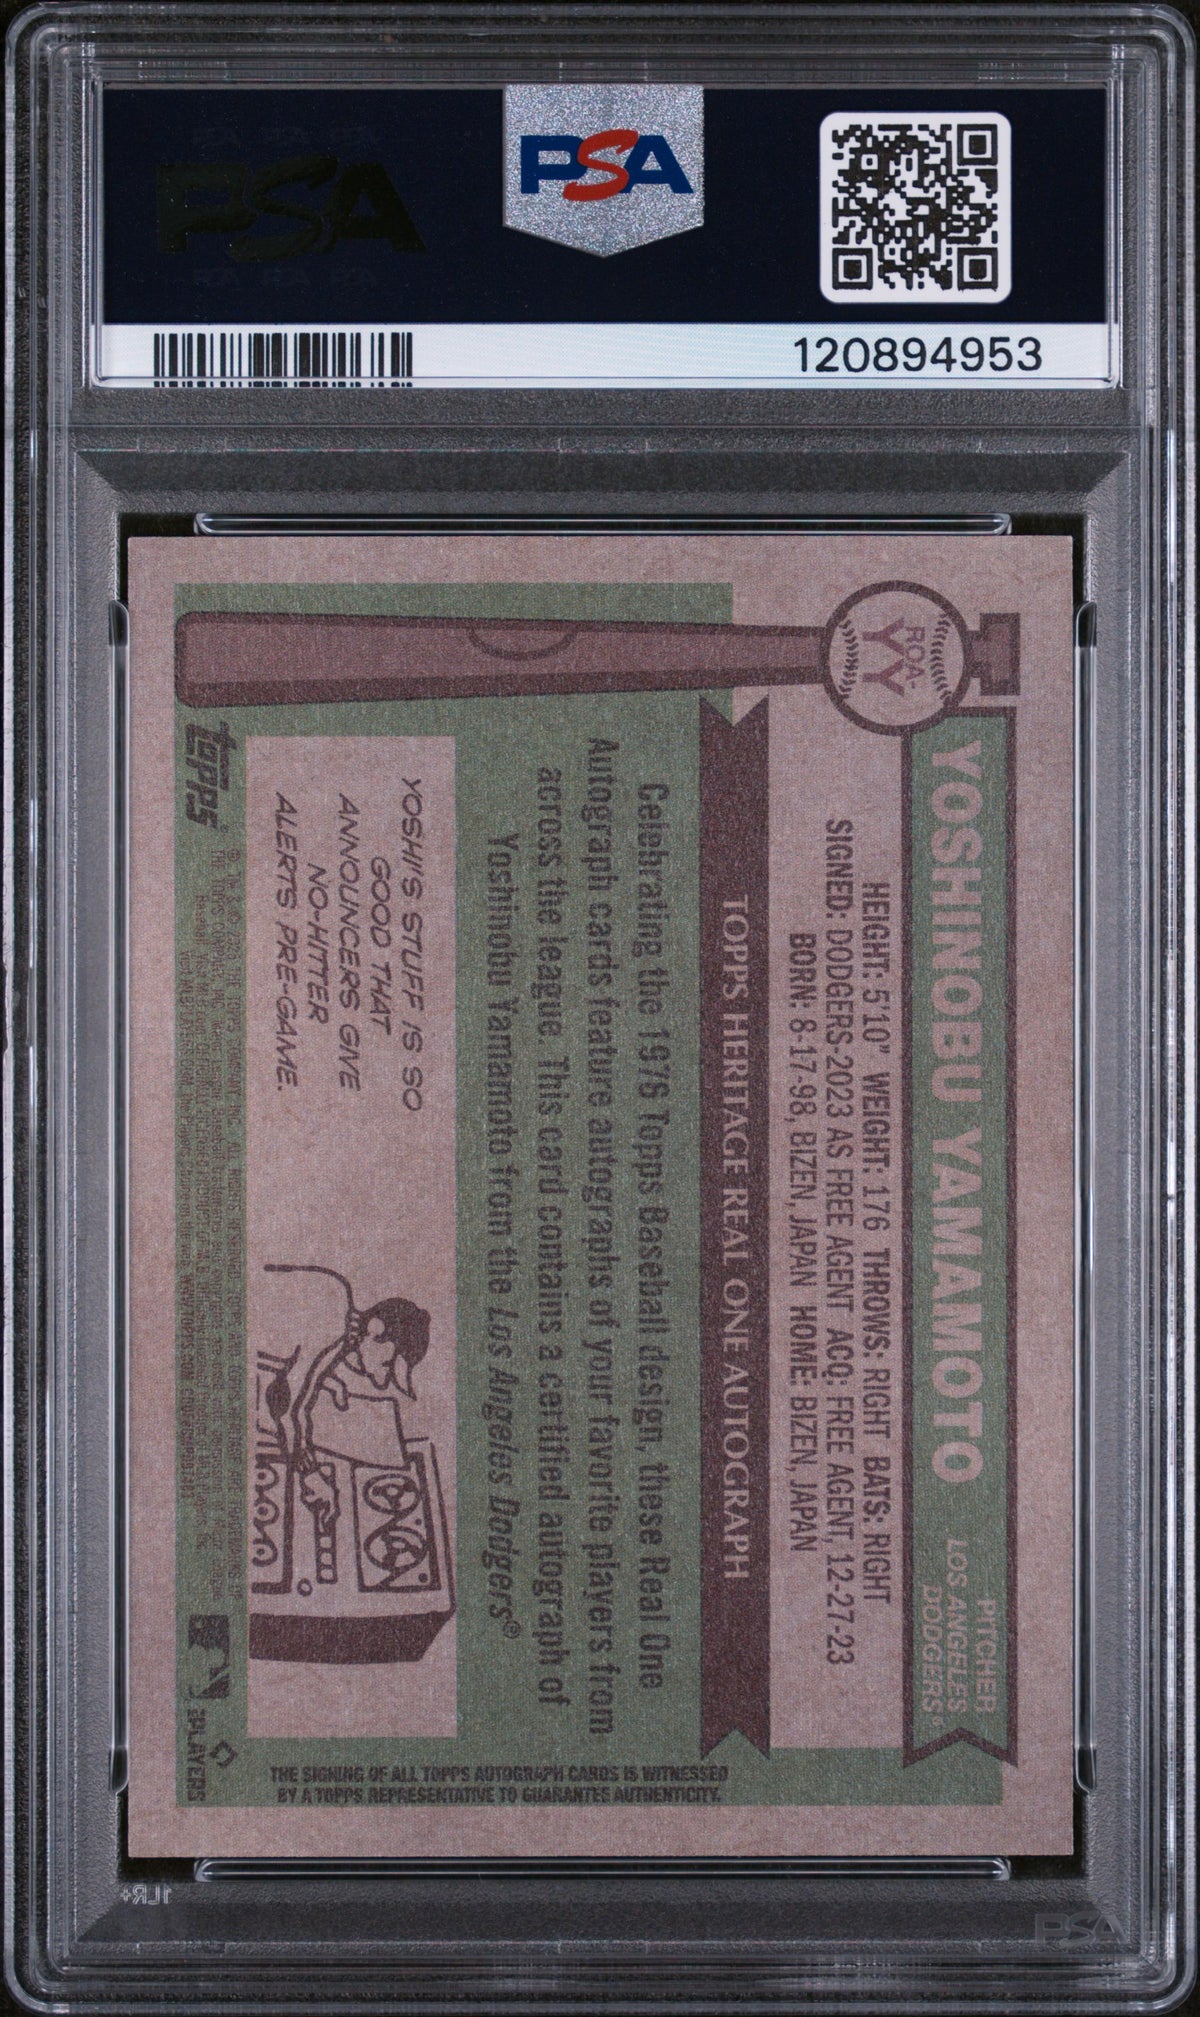 PSA
PSA
120894953
ROA-
YY
YOSHINOBU YAMAMOTO
PITCHER
LOS ANGELES
DODGERS®
HEIGHT: 5'10" WEIGHT: 176 THROWS: RIGHT BATS: RIGHT
SIGNED: DODGERS-2023 AS FREE AGENT ACQ: FREE AGENT, 12-27-23
BORN: 8-17-98, BIZEN, JAPAN HOME: BIZEN, JAPAN
TOPPS HERITAGE REAL ONE AUTOGRAPH
Celebrating the 1976 Topps Baseball design, these Real One
Autograph cards feature autographs of your favorite players from
across the league. This card contains a certified autograph of
Yoshinobu Yamamoto from the Los Angeles Dodgers®
YOSHI'S STUFF IS SO
GOOD THAT
ANNOUNCERS GIVE
NO-HITTER
ALERTS PRE-GAME.
topps
THE SIGNING OF ALL TOPPS AUTOGRAPH CARDS IS WITNESSED
BY A TOPPS REPRESENTATIVE TO GUARANTEE AUTHENTICITY.
PLAYERS
1LR+
PSA